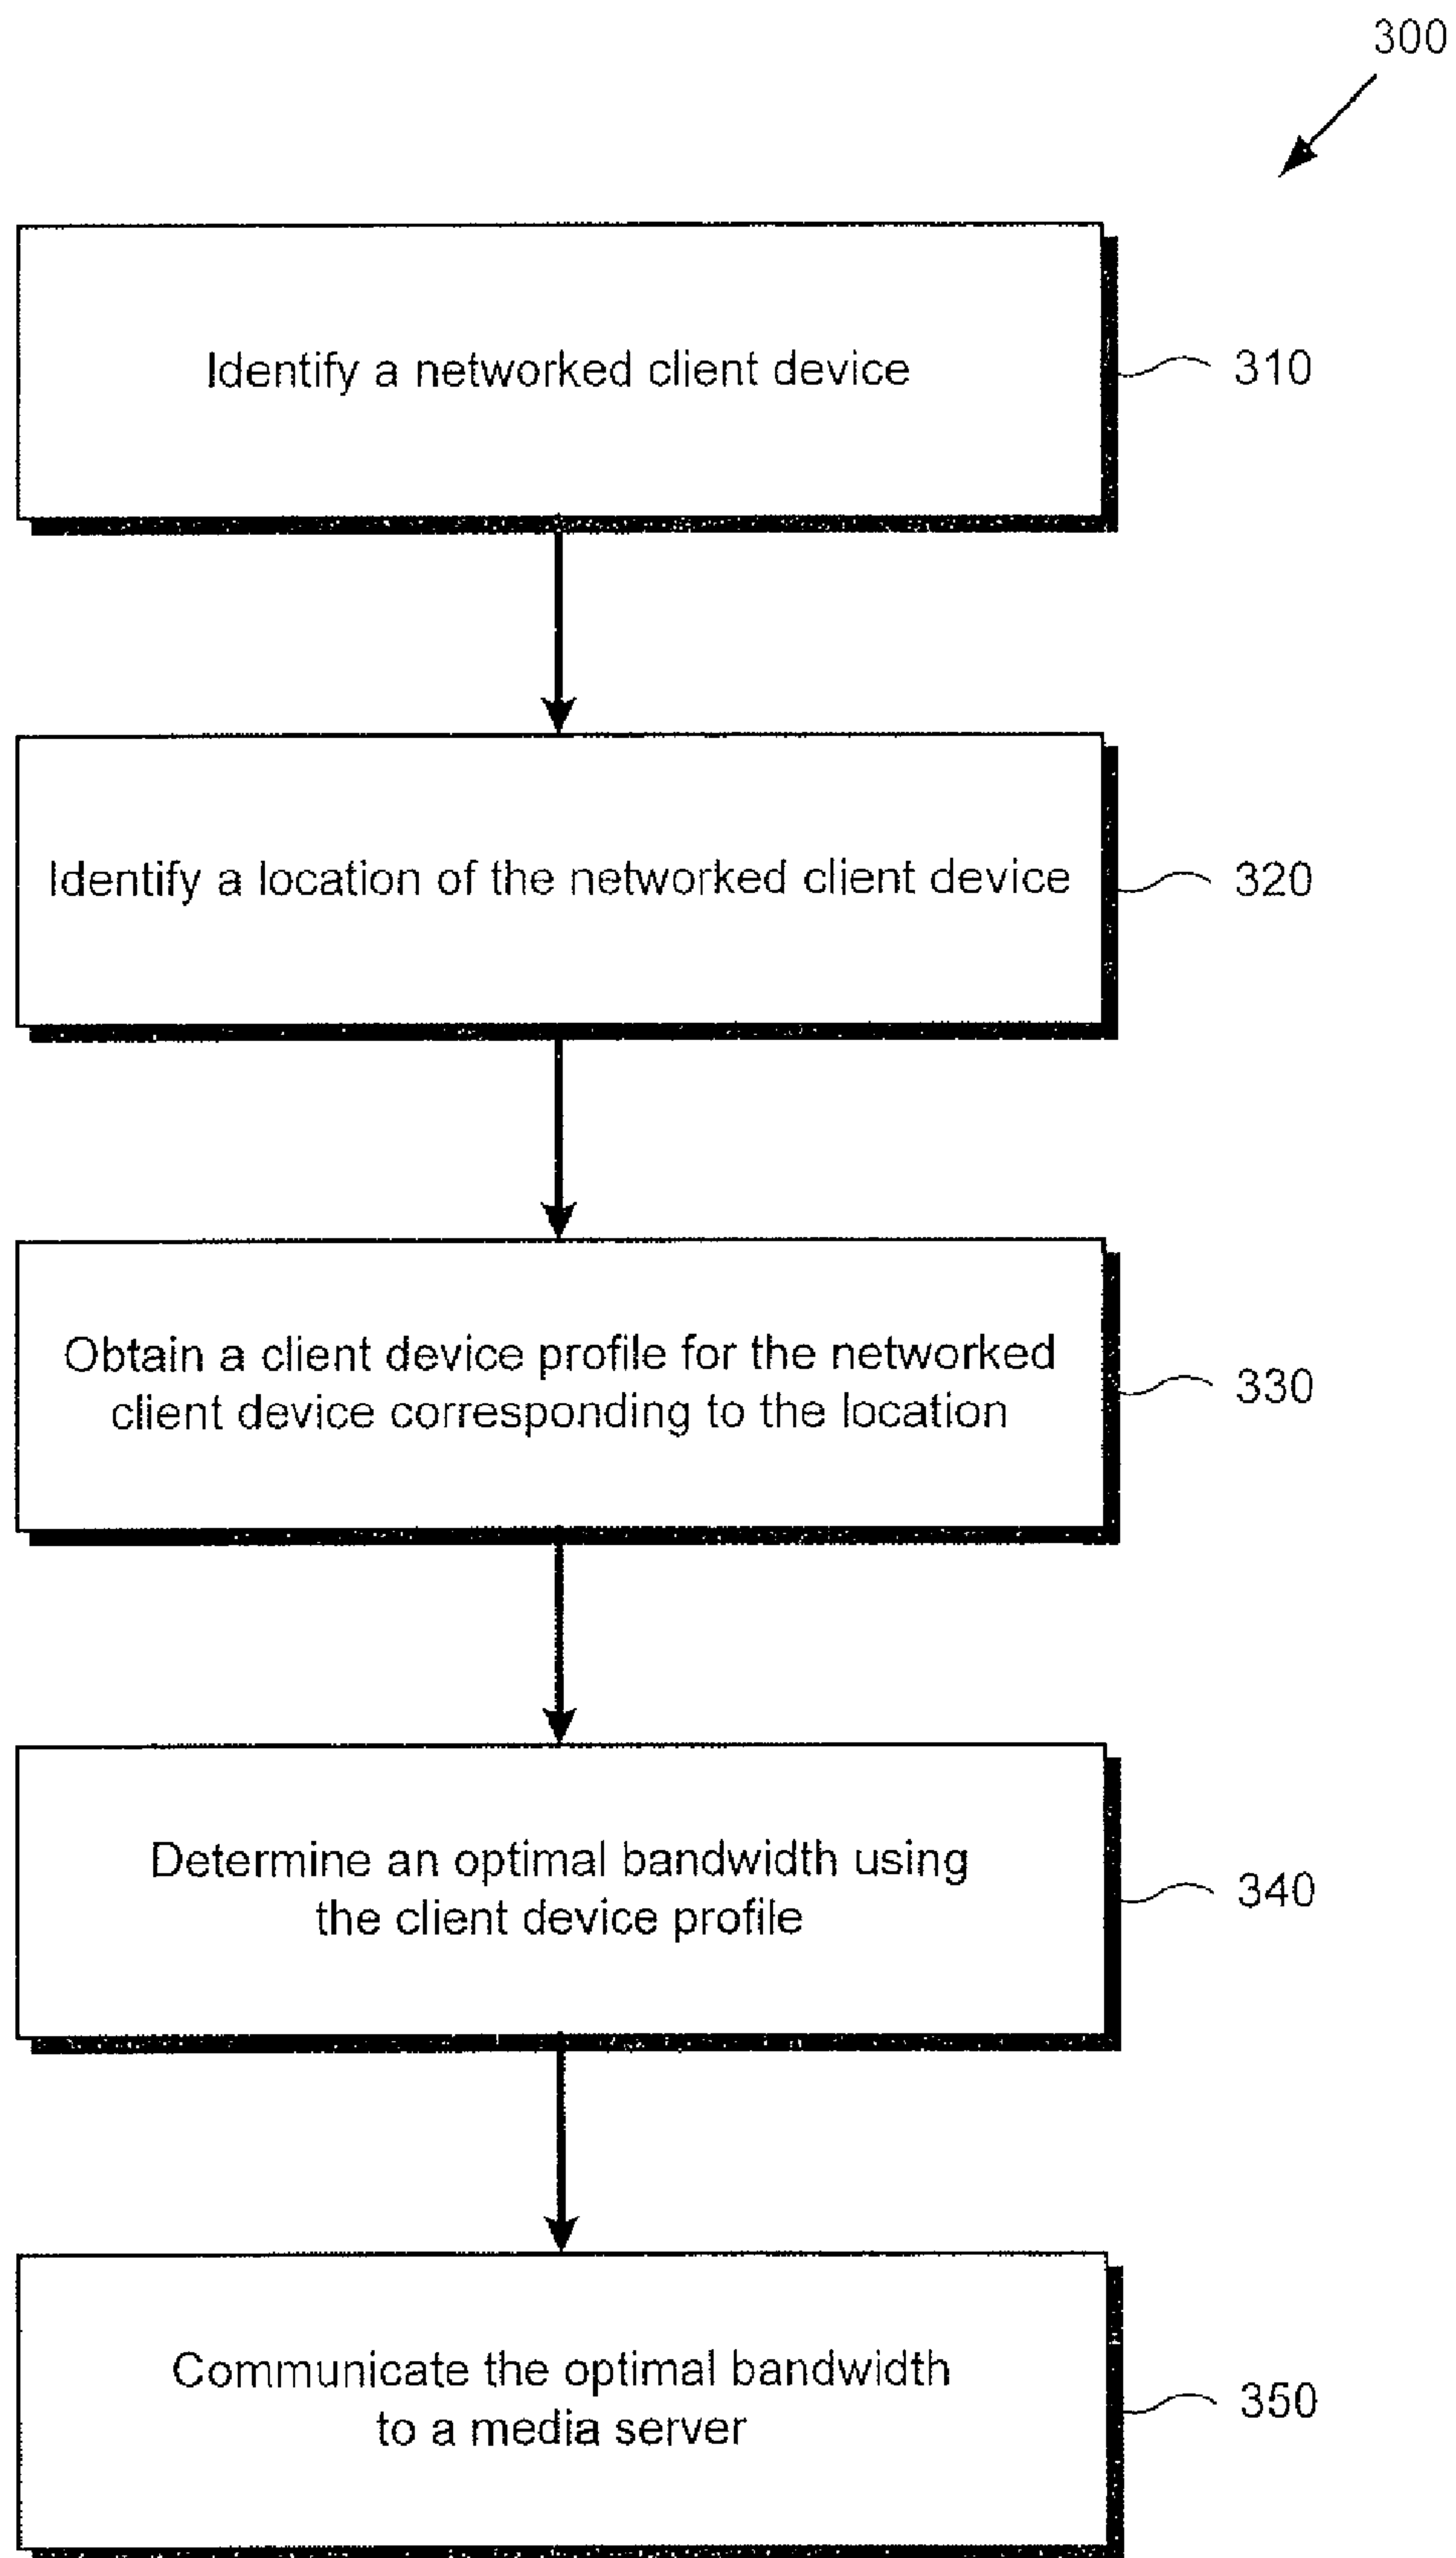 300
Identify a networked client device
310
Identify a location of the networked client device
320
Obtain a client device profile for the networked
client device corresponding to the location
330
Determine an optimal bandwidth using
the client device profile
340
Communicate the optimal bandwidth
to a media server
350